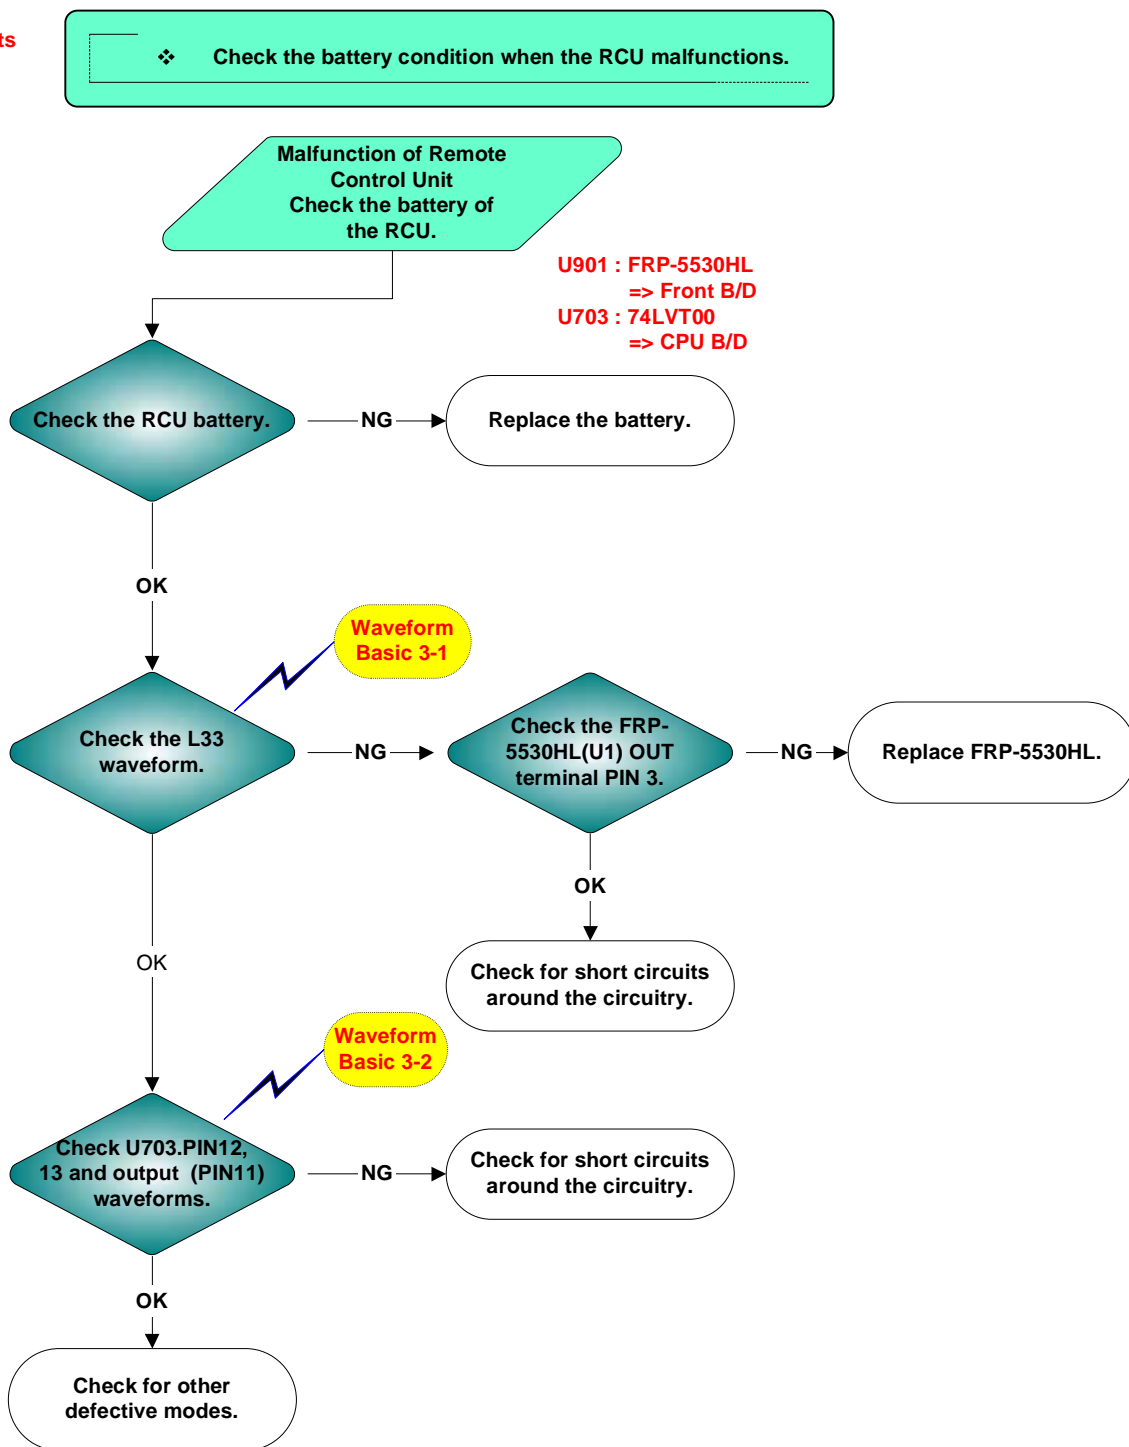 ts
❖ Check the battery condition when the RCU malfunctions.
Malfunction of Remote
Control Unit
Check the battery of
the RCU.
U901 : FRP-5530HL
=> Front B/D
U703 : 74LVT00
=> CPU B/D
Check the RCU battery.
NG
Replace the battery.
OK
Waveform
Basic 3-1
Check the L33
waveform.
NG
Check the FRP-
5530HL(U1) OUT
terminal PIN 3.
NG
Replace FRP-5530HL.
OK
Check for short circuits
around the circuitry.
OK
Waveform
Basic 3-2
Check U703.PIN12,
13 and output (PIN11)
waveforms.
NG
Check for short circuits
around the circuitry.
OK
Check for other
defective modes.